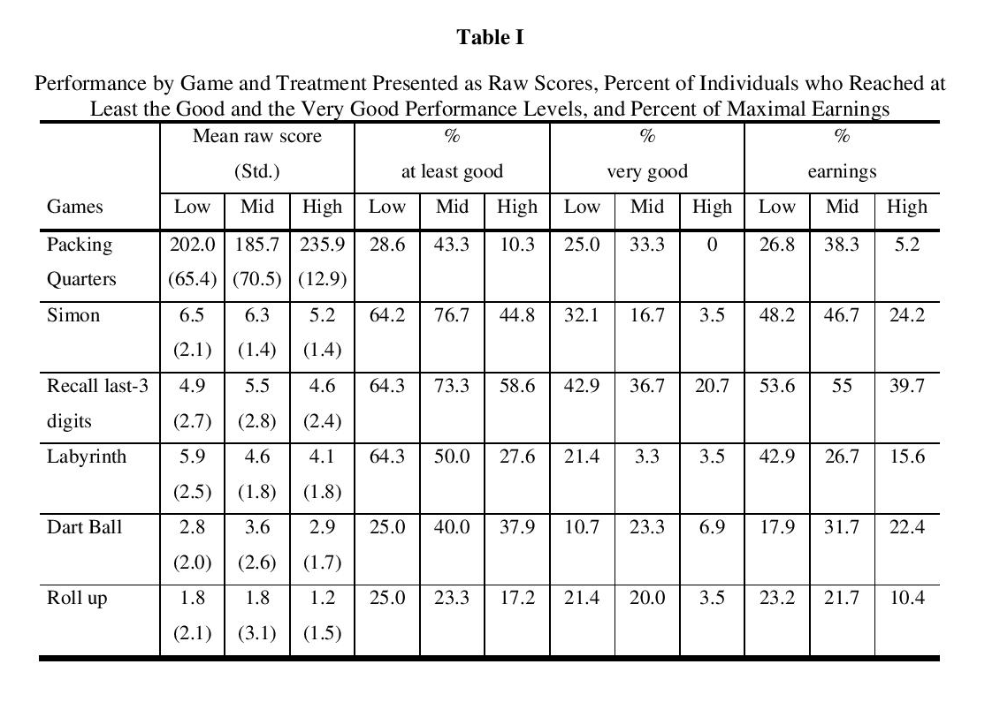 Table I
Performance by Game and Treatment Presented as Raw Scores, Percent of Individuals who Reached at
Least the Good and the Very Good Performance Levels, and Percent of Maximal Earnings
Mean raw score % % %
(Std.) at least good very good earnings
Games Low Mid High Low Mid High Low Mid High Low Mid High
Packing 202.0 185.7 235.9 28.6 43.3 10.3 25.0 33.3 0 26.8 38.3 5.2
Quarters (65.4) (70.5) (12.9)
Simon 6.5 6.3 5.2 64.2 76.7 44.8 32.1 16.7 3.5 48.2 46.7 24.2
(2.1) (1.4) (1.4)
Recall last-3 4.9 5.5 4.6 64.3 73.3 58.6 42.9 36.7 20.7 53.6 55 39.7
digits (2.7) (2.8) (2.4)
Labyrinth 5.9 4.6 4.1 64.3 50.0 27.6 21.4 3.3 3.5 42.9 26.7 15.6
(2.5) (1.8) (1.8)
Dart Ball 2.8 3.6 2.9 25.0 40.0 37.9 10.7 23.3 6.9 17.9 31.7 22.4
(2.0) (2.6) (1.7)
Roll up 1.8 1.8 1.2 25.0 23.3 17.2 21.4 20.0 3.5 23.2 21.7 10.4
(2.1) (3.1) (1.5)